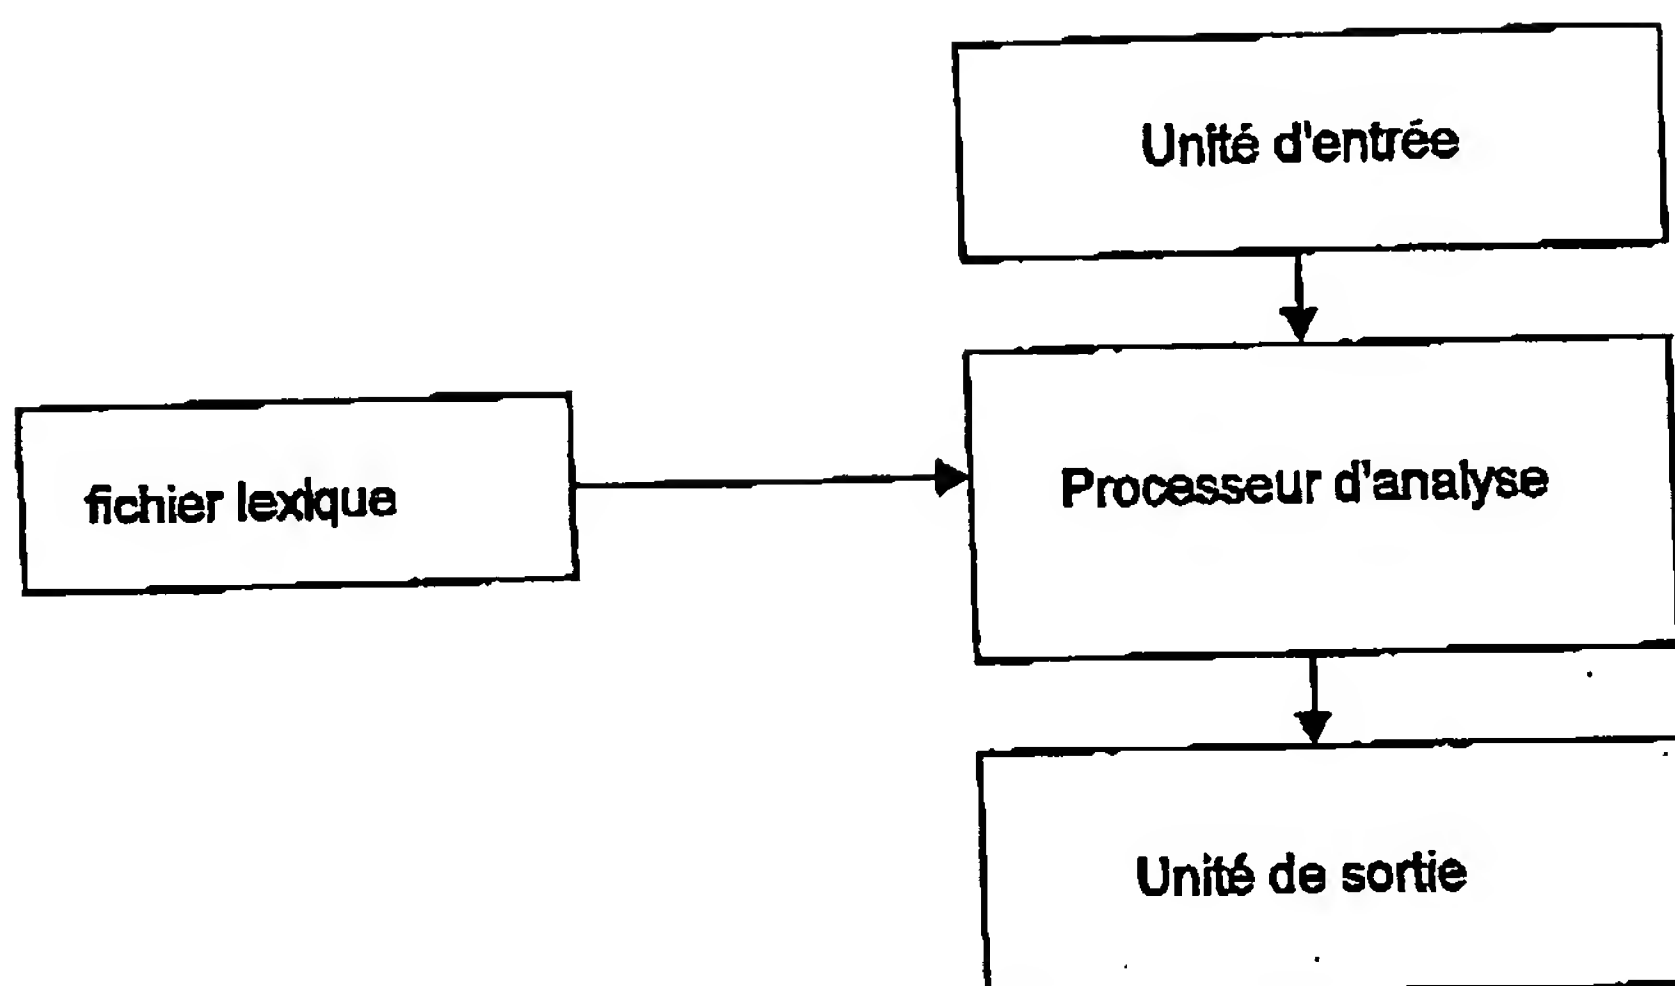 Unité d'entrée
fichier lexique
Processeur d'analyse
Unité de sortie